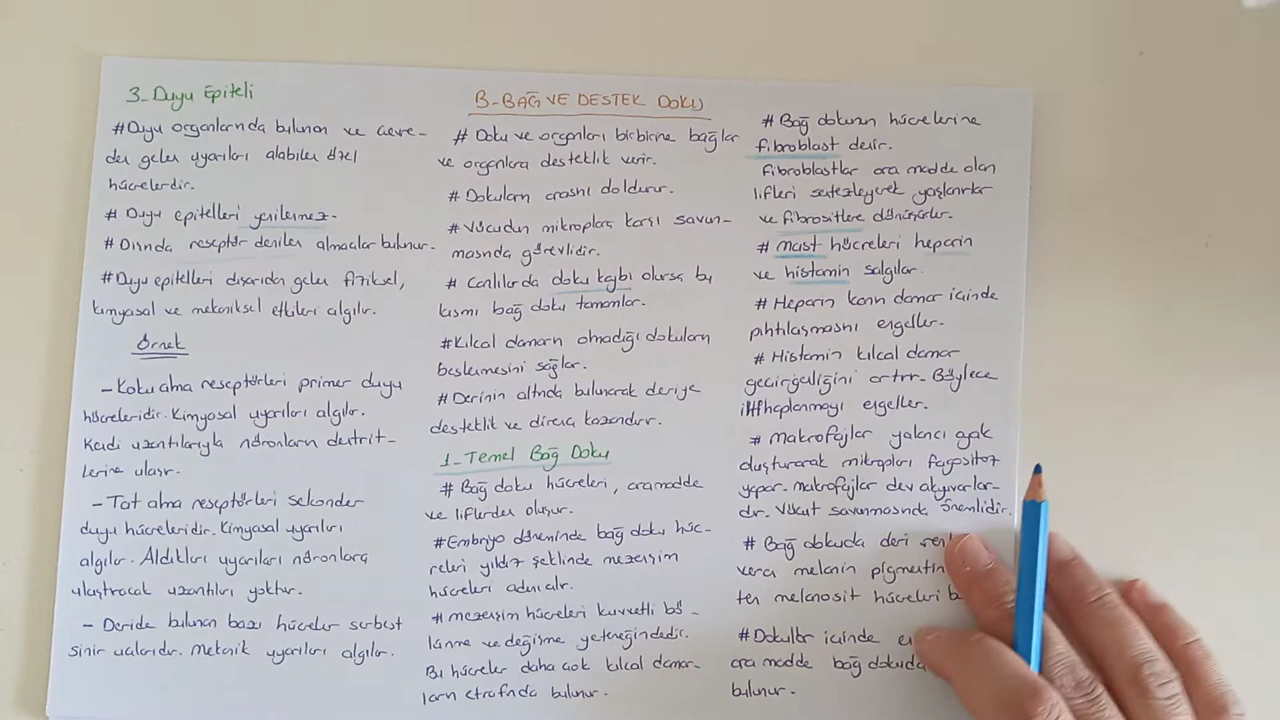 3_Duyu Epiteli
#Duyu organlarında bulunan ve çevre-
den gelen uyarıları alabilen özel
hücrelerdir.
# Duyu epitelleri yenilenmez.
# Dışında reseptör denilen almaçlar bulunur.
# Duyu epitelleri dışarıdan gelen fiziksel,
kimyasal ve mekaniksel etkileri algılar.
Örnek
- Koku alma reseptörleri primer duyu
hücreleridir. Kimyasal uyarıları algılar.
Kendi uzantılarıyla nöronların dentrit-
lerine ulaşır.
- Tat alma reseptörleri sekonder
duyu hücreleridir. Kimyasal uyarıları
algılar. Aldıkları uyarıları nöronlara
ulaştıracak uzantıları yoktur.
- Deride bulunan bazı hücreler serbest
sinir uçlarıdır. Mekanik uyarıları algılar.
B-BAĞ VE DESTEK DOKU
# Doku ve organları birbirine bağlar
ve organlara desteklik verir.
# Dokuların arasını doldurur.
# Vücudun mikroplara karşı savun-
masında görevlidir.
# Canlılarda doku kaybı olursa bu
kısmı bağ doku tamamlar.
#Kılcal damarın olmadığı dokuların
beslenmesini sağlar.
# Derinin altında bulunarak deriye
desteklik ve direnç kazandırır.
1_Temel Bağ Doku
# Bağ doku hücreleri, ara madde
ve liflerden oluşur.
#Embriyo döneminde bağ doku hüc-
releri yıldız şeklinde mezenşim
hücreleri adını alır.
# mezenşim hücreleri kuvvetli bö-
lünme ve değişme yeteneğindedir.
Bu hücreler daha çok kılcal damar-
ların etrafında bulunur.
# Bağ dokunun hücrelerine
fibroblast denir.
fibroblastlar ara madde olan
lifleri sentezleyerek yaşlanırlar
ve fibrositlere dönüşürler.
# mast hücreleri heparin
ve histamin salgılar.
# Heparin kanın damar içinde
pıhtılaşmasını engeller.
# Histamin kılcal damar
geçirgenliğini artırır. Böylece
iltihaplanmayı engeller.
# makrofajlar yalancı ayak
oluşturarak mikropları fagositoz
yapar. makrofajlar dev akyuvarlar-
dır. Vücut savunmasında önemlidir.
# Bağ dokuda deri
veren melanin pigmentin
ten melanosit hücreleri
#Dokular içinde en
ara madde bağ dokuda
bulunur.